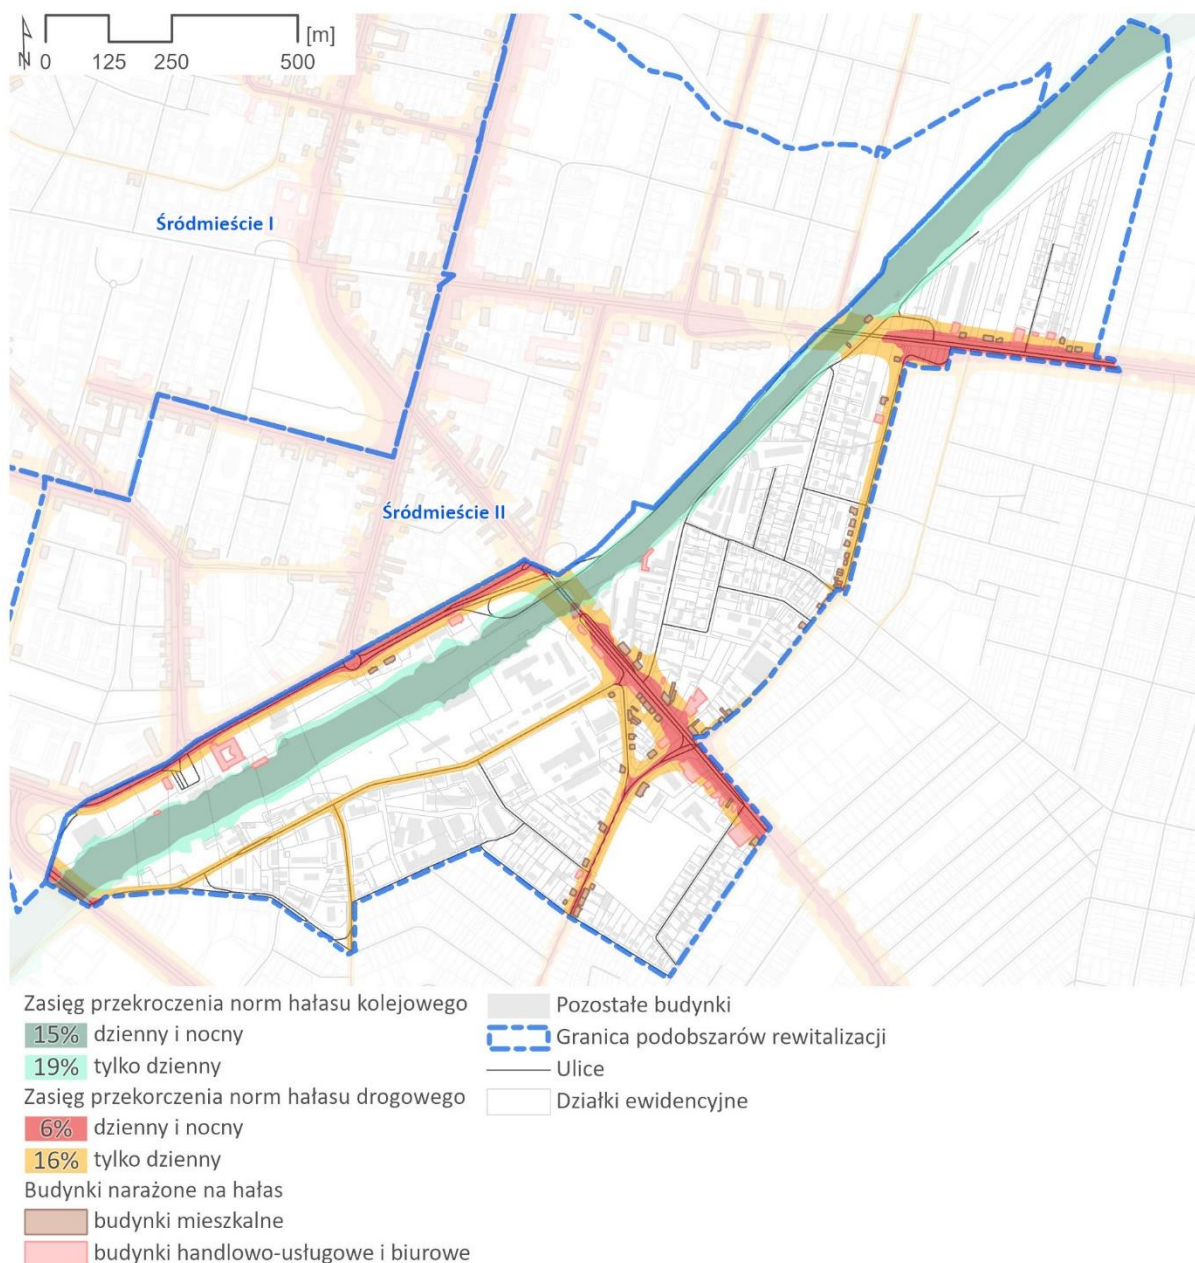 [m]
N 0 125 250 500
Śródmieście I
Śródmieście II
Zasięg przekroczenia norm hałasu kolejowego
15% dzienny i nocny
19% tylko dzienny
Zasięg przekorczenia norm hałasu drogowego
6% dzienny i nocny
16% tylko dzienny
Budynki narażone na hałas
budynki mieszkalne
budynki handlowo-usługowe i biurowe
Pozostałe budynki
Granica podobszarów rewitalizacji
Ulice
Działki ewidencyjne